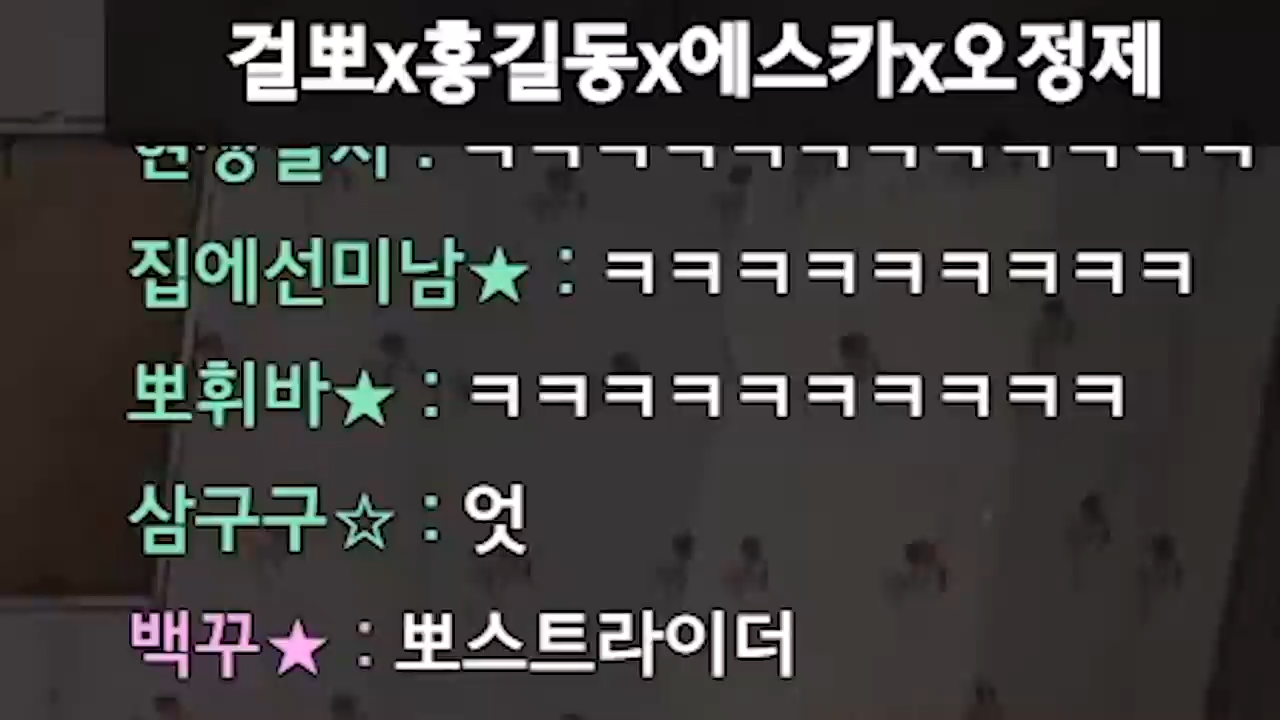 걸뽀x홍길동x에스카x오정제
: ㅋㅋㅋㅋㅋㅋㅋㅋㅋㅋㅋㅋ
집에선미남★ : ㅋㅋㅋㅋㅋㅋㅋㅋㅋ
뽀휘바★ : ㅋㅋㅋㅋㅋㅋㅋㅋㅋㅋ
삼구구☆ : 엇
백꾸★ : 뽀스트라이더